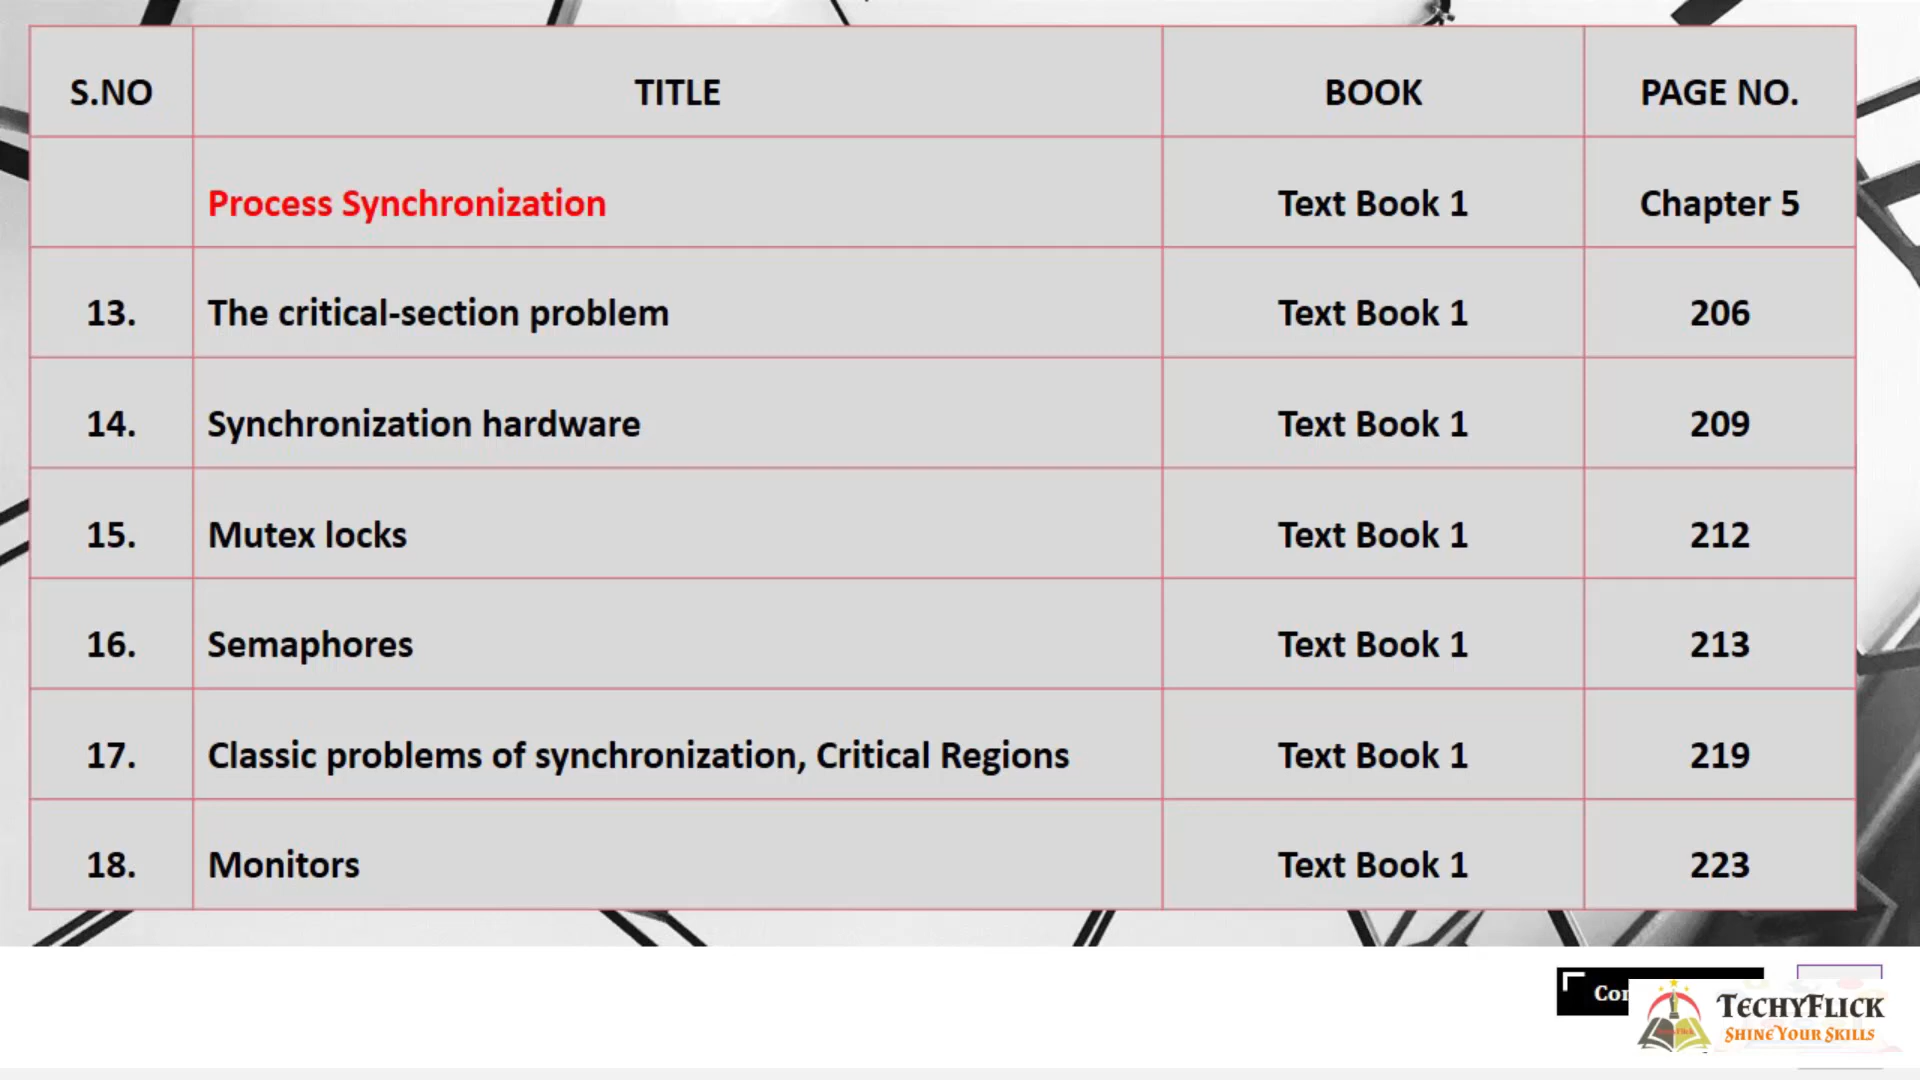 S.NO TITLE BOOK PAGE NO.
Process Synchronization Text Book 1 Chapter 5
13. The critical-section problem Text Book 1 206
14. Synchronization hardware Text Book 1 209
15. Mutex locks Text Book 1 212
16. Semaphores Text Book 1 213
17. Classic problems of synchronization, Critical Regions Text Book 1 219
18. Monitors Text Book 1 223
TECHYFLICK
SHINE YOUR SKILLS